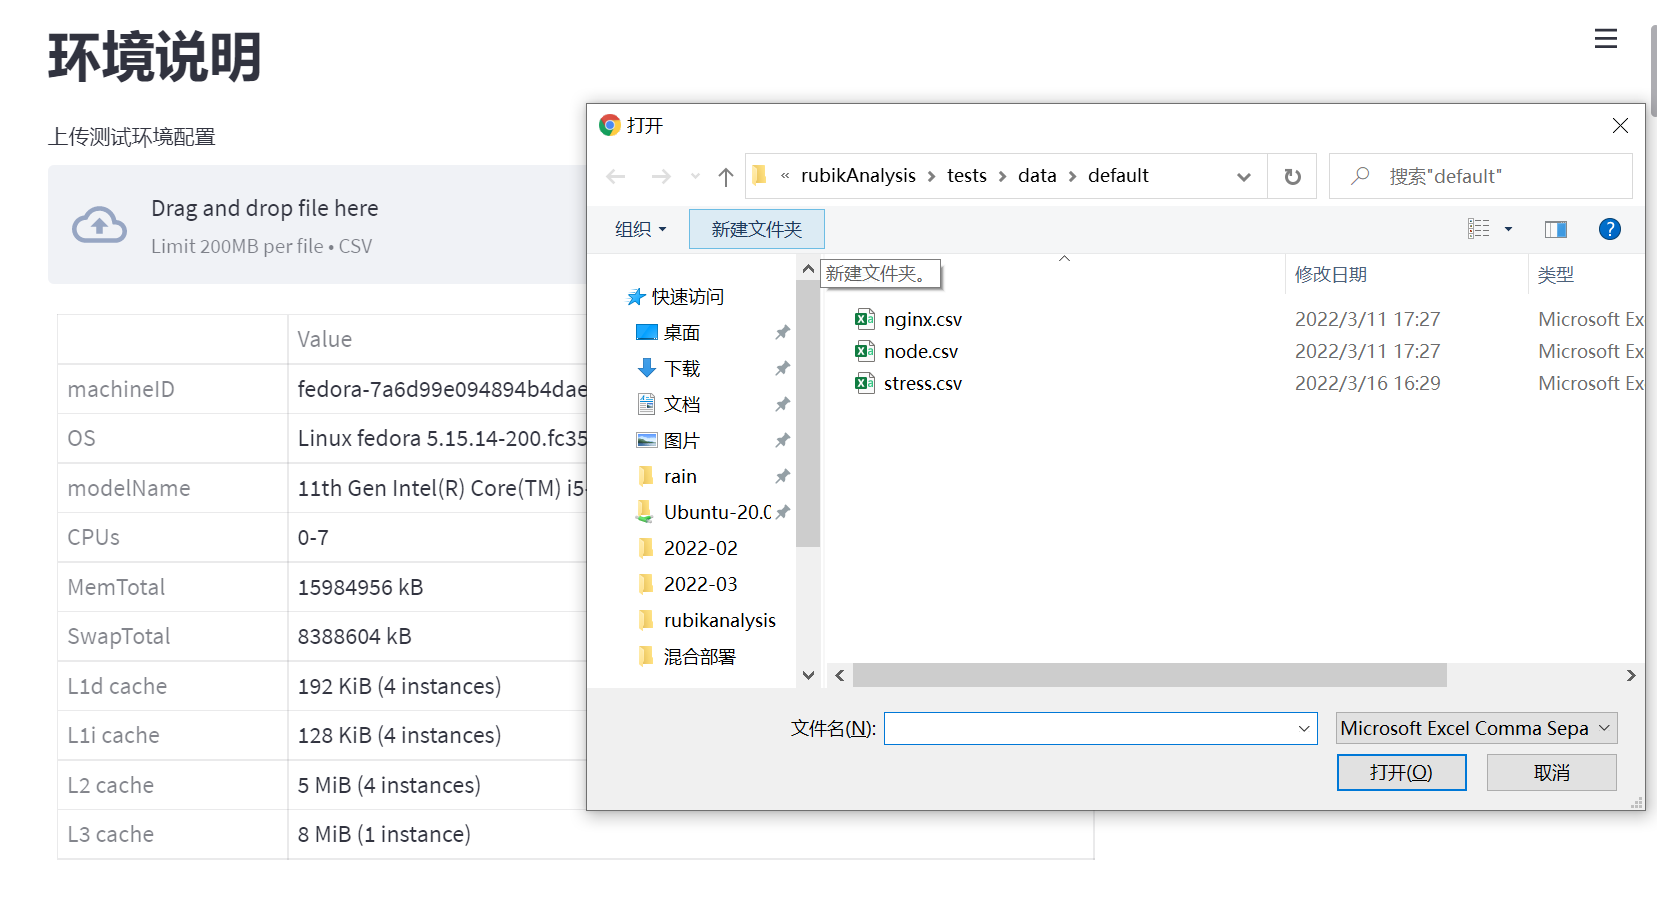 环境说明
上传测试环境配置
Drag and drop file here
Limit 200MB per file • CSV
Value
machineID fedora-7a6d99e094894b4dae
OS Linux fedora 5.15.14-200.fc35
modelName 11th Gen Intel(R) Core(TM) i5-
CPUs 0-7
MemTotal 15984956 kB
SwapTotal 8388604 kB
L1d cache 192 KiB (4 instances)
L1i cache 128 KiB (4 instances)
L2 cache 5 MiB (4 instances)
L3 cache 8 MiB (1 instance)
打开
« rubikAnalysis › tests › data › default
搜索"default"
组织 新建文件夹
新建文件夹。
修改日期 类型
快速访问
桌面
下载
文档
图片
rain
Ubuntu-20.0
2022-02
2022-03
rubikanalysis
混合部署
nginx.csv 2022/3/11 17:27 Microsoft Ex
node.csv 2022/3/11 17:27 Microsoft Ex
stress.csv 2022/3/16 16:29 Microsoft Ex
文件名(N): Microsoft Excel Comma Sepa
打开(O) 取消